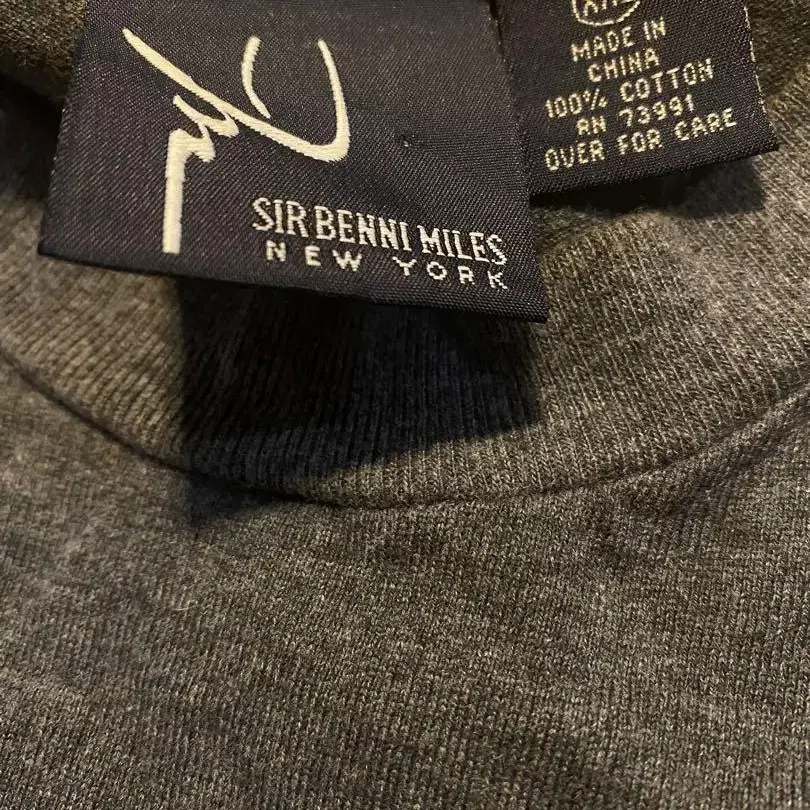 SIR BENNI MILES
NEW YORK
MADE IN
CHINA
100% COTTON
RN 73991
OVER FOR CARE